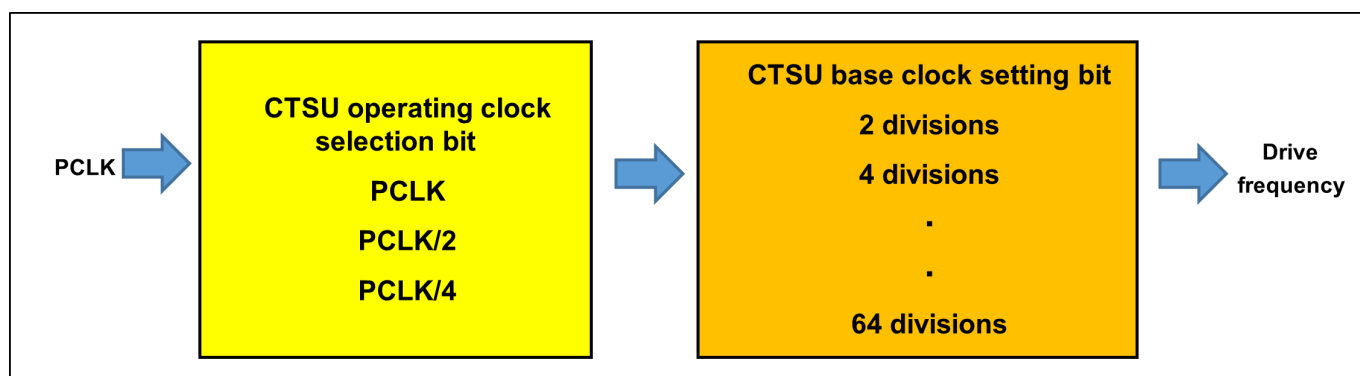 PCLK
CTSU operating clock
selection bit
PCLK
PCLK/2
PCLK/4
CTSU base clock setting bit
2 divisions
4 divisions
.
.
64 divisions
Drive
frequency